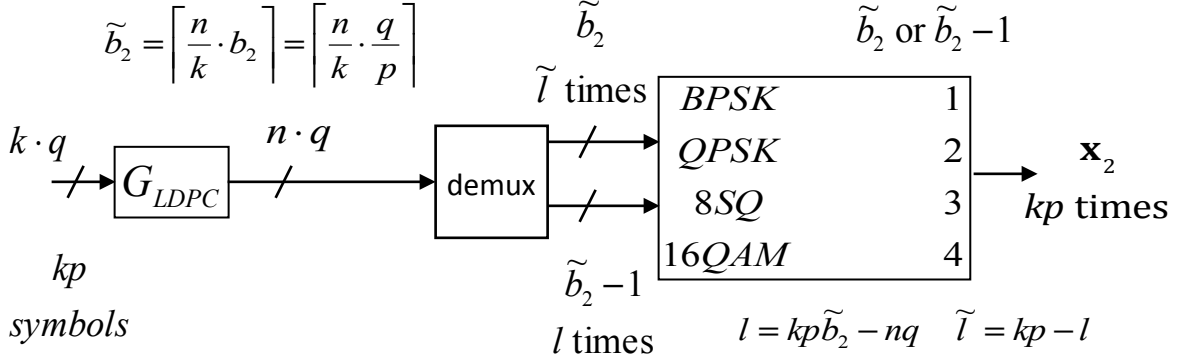 b̃₂ = ⌈n/k · b₂⌉ = ⌈n/k · q/p⌉
b̃₂
b̃₂ or b̃₂ − 1
l̃ times
k · q
n · q
G_LDPC
demux
BPSK 1
QPSK 2
8SQ 3
16QAM 4
x₂
kp times
kp
symbols
b̃₂ − 1
l times
l = kpb̃₂ − nq l̃ = kp − l